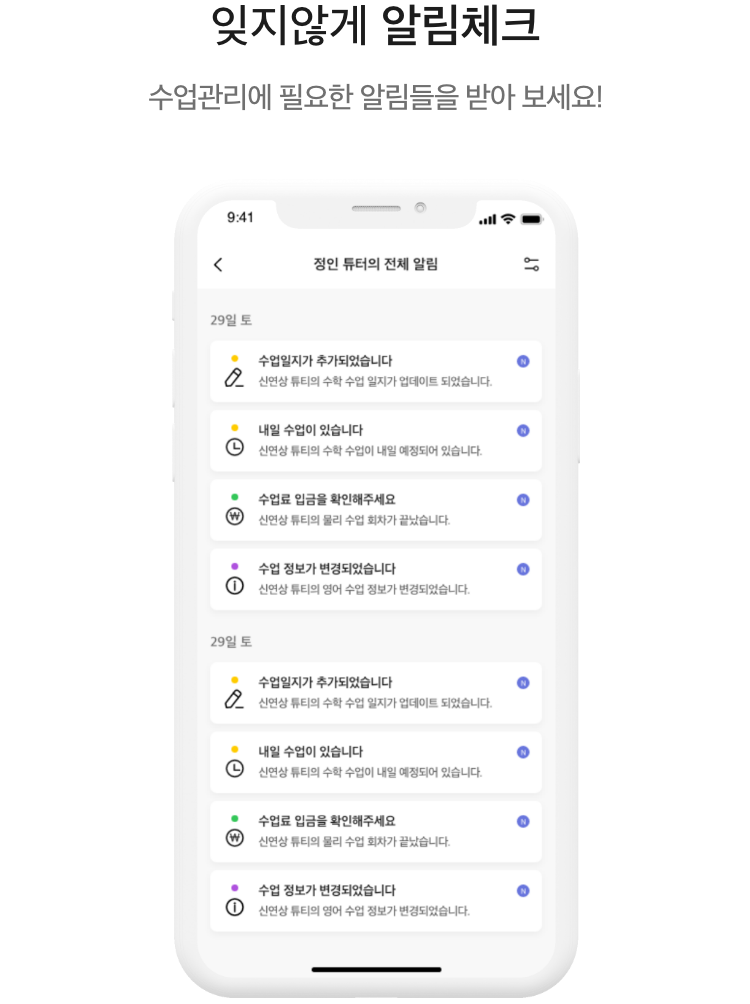 잊지않게 알림체크
수업관리에 필요한 알림들을 받아 보세요!
9:41
정인 튜터의 전체 알림
29일 토
수업일지가 추가되었습니다
N
신연상 튜티의 수학 수업 일지가 업데이트 되었습니다.
내일 수업이 있습니다
N
신연상 튜티의 수학 수업이 내일 예정되어 있습니다.
수업료 입금을 확인해주세요
N
신연상 튜티의 물리 수업 회차가 끝났습니다.
수업 정보가 변경되었습니다
N
신연상 튜티의 영어 수업 정보가 변경되었습니다.
29일 토
수업일지가 추가되었습니다
N
신연상 튜티의 수학 수업 일지가 업데이트 되었습니다.
내일 수업이 있습니다
N
신연상 튜티의 수학 수업이 내일 예정되어 있습니다.
수업료 입금을 확인해주세요
N
신연상 튜티의 물리 수업 회차가 끝났습니다.
수업 정보가 변경되었습니다
N
신연상 튜티의 영어 수업 정보가 변경되었습니다.